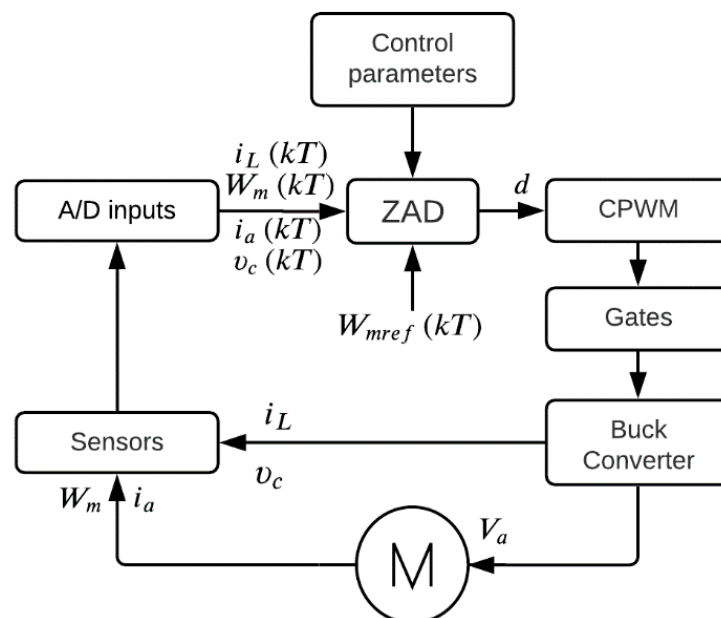 Control
parameters
i_L (kT)
W_m (kT)
A/D inputs
ZAD
d
CPWM
i_a (kT)
v_c (kT)
W_mref (kT)
Gates
i_L
Sensors
Buck
Converter
v_c
W_m i_a
V_a
M